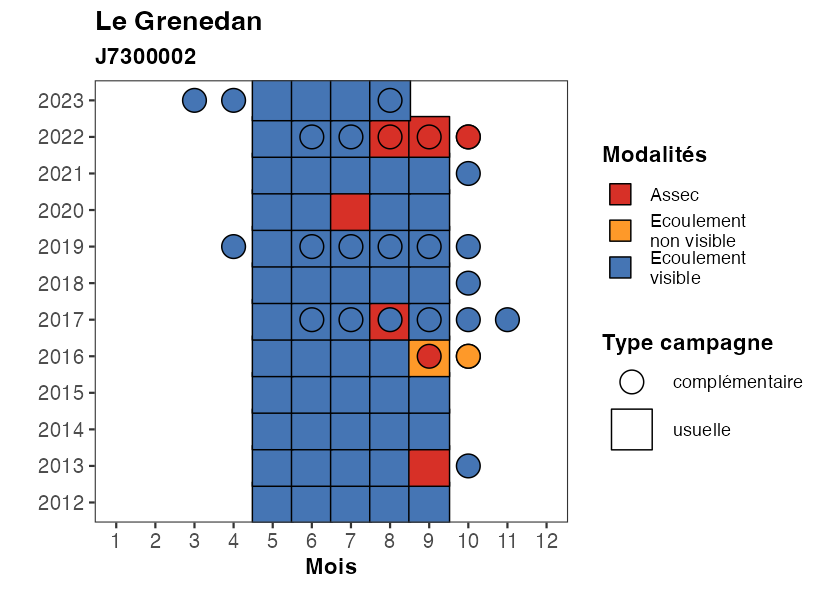 Le Grenedan
J7300002
2023
2022
2021
2020
2019
2018
2017
2016
2015
2014
2013
2012
1 2 3 4 5 6 7 8 9 10 11 12
Mois
Modalités
Assec
Ecoulement
non visible
Ecoulement
visible
Type campagne
complémentaire
usuelle